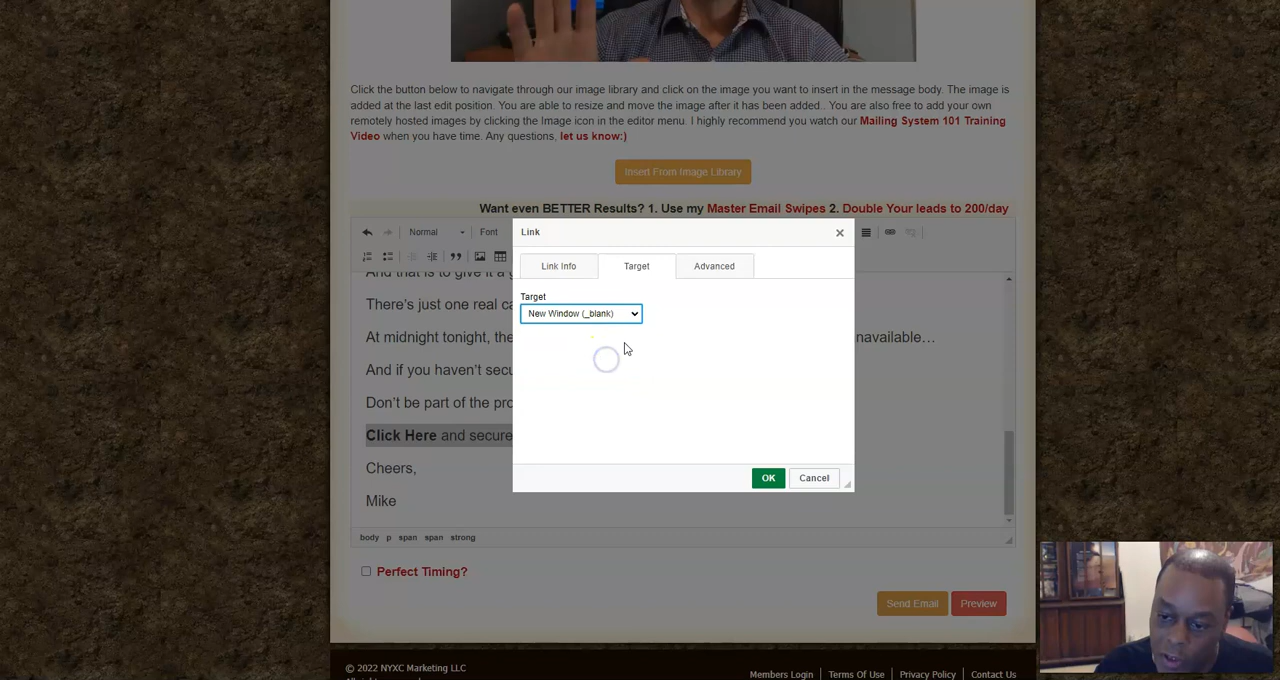 Click the button below to navigate through our image library and click on the image you want to insert in the message body. The image is
added at the last edit position. You are able to resize and move the image after it has been added.. You are also free to add your own
remotely hosted images by clicking the Image icon in the editor menu. I highly recommend you watch our Mailing System 101 Training
Video when you have time. Any questions, let us know:)
Insert From Image Library
Want even BETTER Results? 1. Use my Master Email Swipes 2. Double Your leads to 200/day
Normal Font
Link
Link Info Target Advanced
And that is to give it a
Target
There's just one real
New Window (_blank)
At midnight tonight, the navailable...
And if you haven't secu
Don't be part of the pro
Click Here and secure
Cheers,
OK Cancel
Mike
body p span span strong
Perfect Timing?
Send Email Preview
© 2022 NYXC Marketing LLC
Members Login Terms Of Use Privacy Policy Contact Us